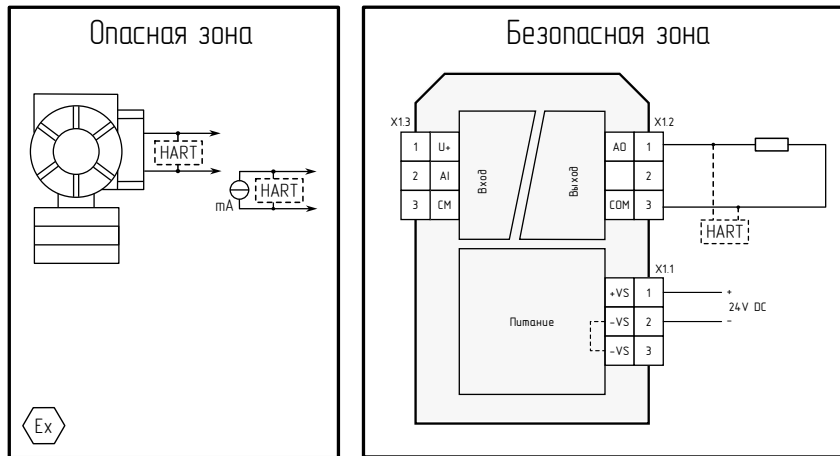 Опасная зона
HART
HART
mA
Ex
Безопасная зона
X1.3
1 U+
2 AI
3 CM
Вход
Выход
X1.2
AO 1
2
COM 3
HART
Питание
X1.1
+VS 1
-VS 2
-VS 3
+
24V DC
-